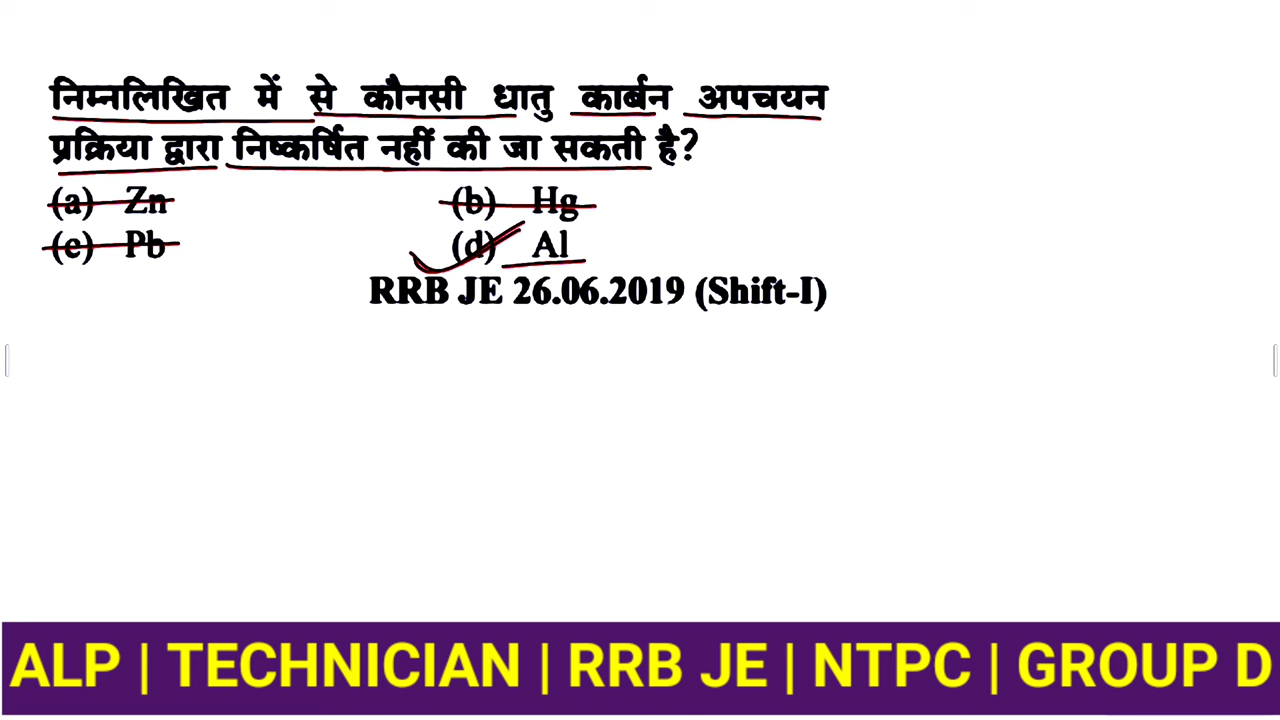 निम्नलिखित में से कौनसी धातु कार्बन अपचयन
प्रक्रिया द्वारा निष्कर्षित नहीं की जा सकती है?
(a) Zn (b) Hg
(c) Pb (d) Al
RRB JE 26.06.2019 (Shift-I)
ALP | TECHNICIAN | RRB JE | NTPC | GROUP D